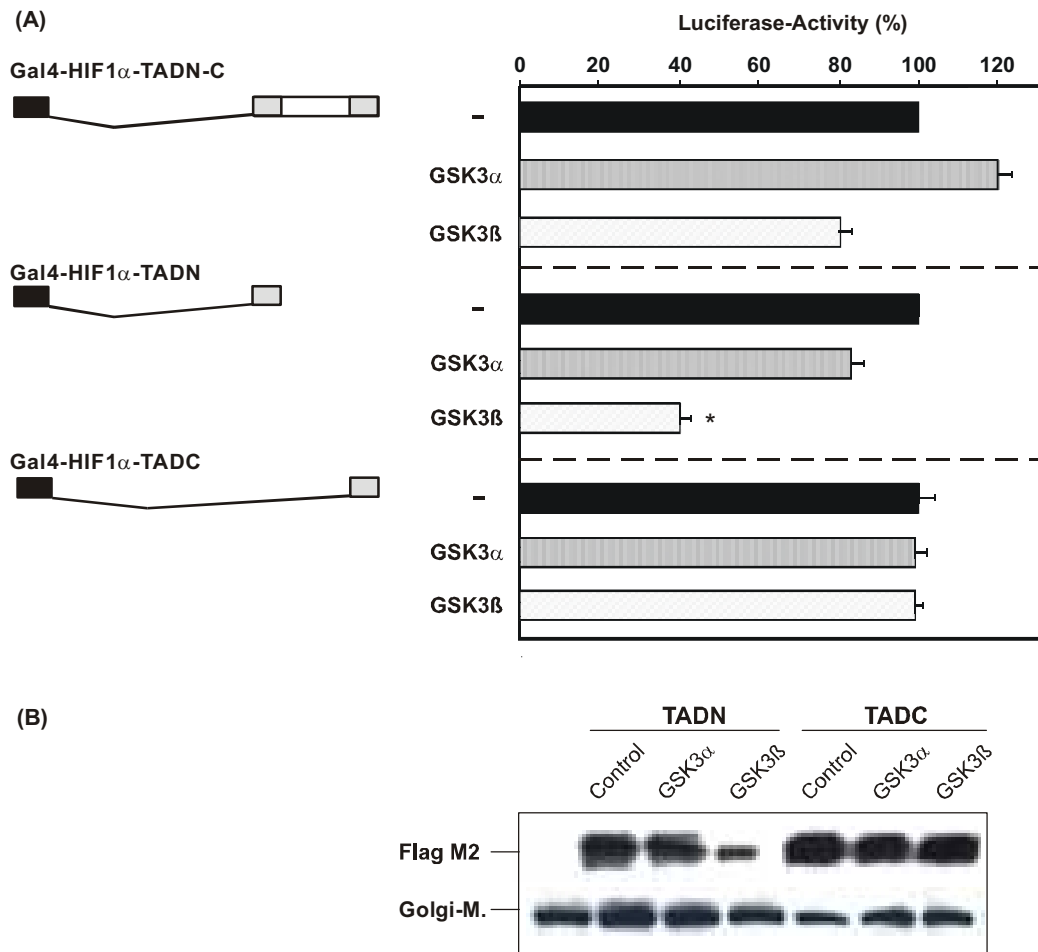 (A)
Luciferase-Activity (%)
0 20 40 60 80 100 120
Gal4-HIF1α-TADN-C
-
GSK3α
GSK3ß
Gal4-HIF1α-TADN
-
GSK3α
GSK3ß
*
Gal4-HIF1α-TADC
-
GSK3α
GSK3ß
(B)
TADN TADC
Control GSK3α GSK3ß Control GSK3α GSK3ß
Flag M2
Golgi-M.